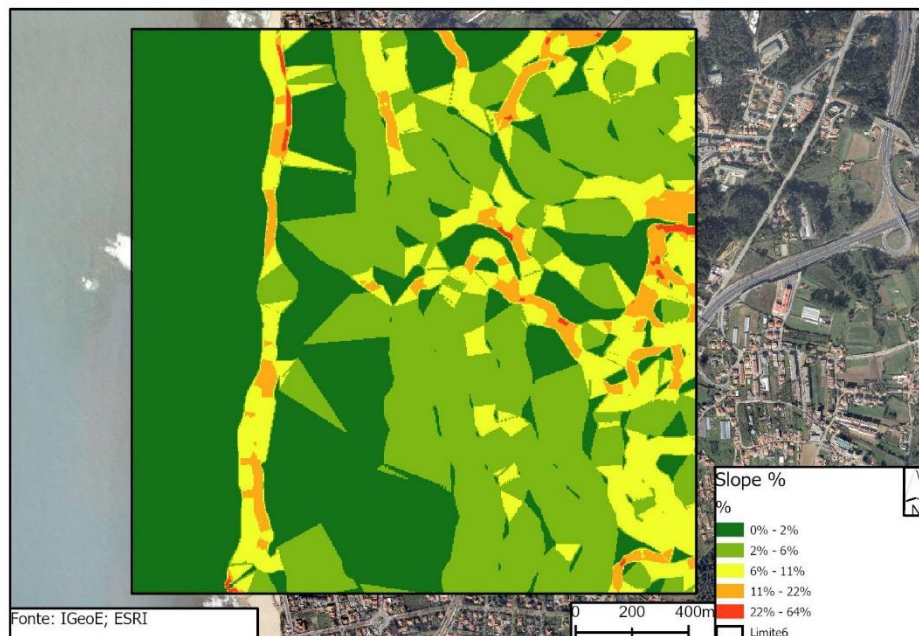 Slope %
%
0% - 2%
2% - 6%
6% - 11%
11% - 22%
22% - 64%
Limite6
N
Fonte: IGeoE; ESRI
0 200 400m